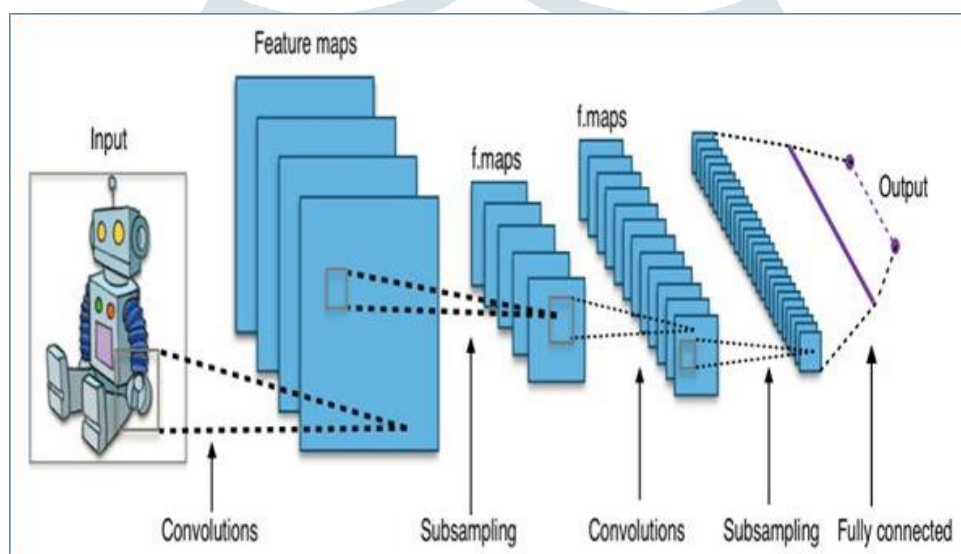 Feature maps
Input
f.maps
f.maps
Output
Convolutions
Subsampling
Convolutions
Subsampling
Fully connected